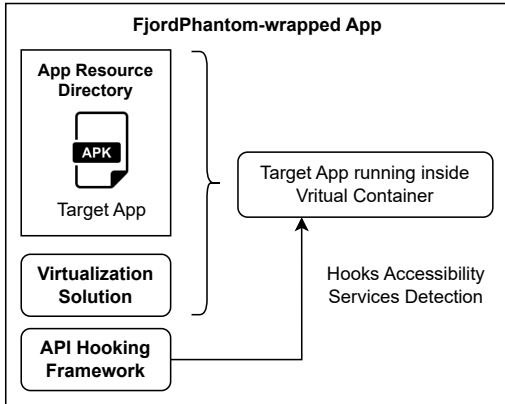 FjordPhantom-wrapped App
App Resource
Directory
APK
Target App
Virtualization
Solution
API Hooking
Framework
Target App running inside
Vritual Container
Hooks Accessibility
Services Detection